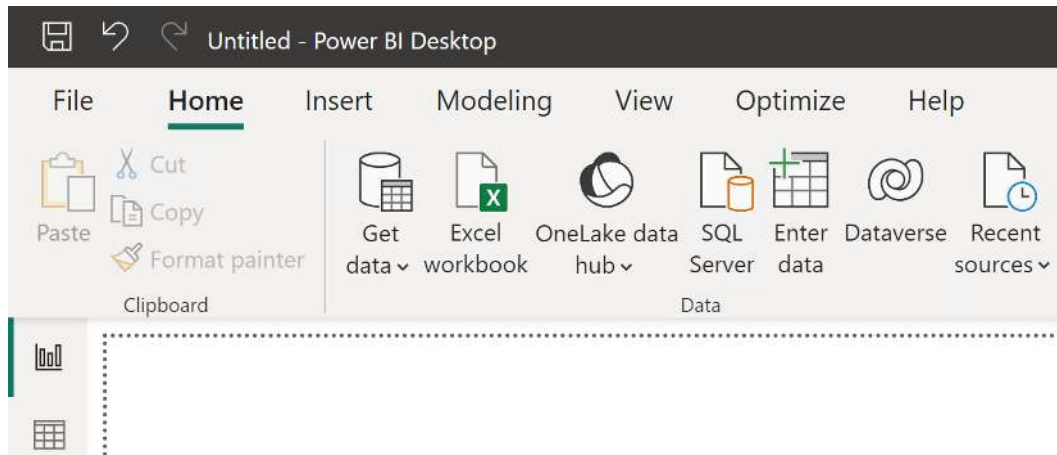 Untitled - Power BI Desktop
File Home Insert Modeling View Optimize Help
Paste
Cut
Copy
Format painter
Clipboard
Get data
Excel workbook
OneLake data hub
SQL Server
Enter data
Dataverse
Recent sources
Data